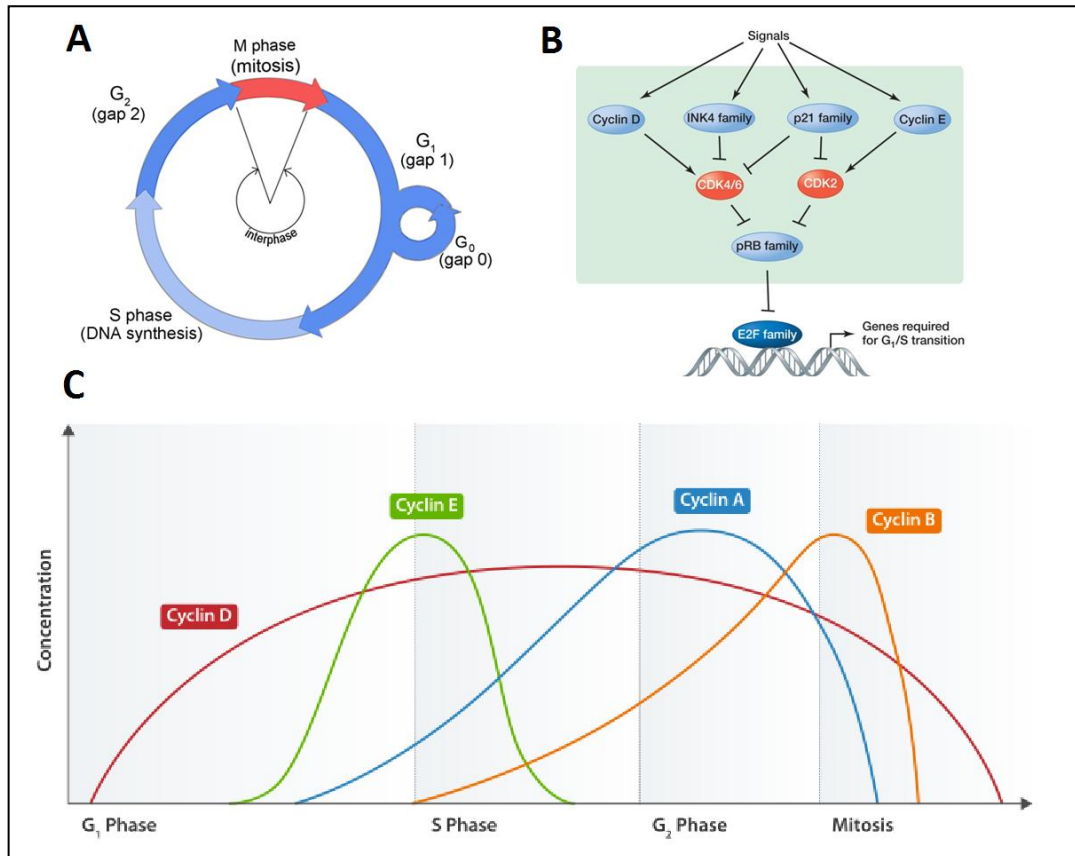 A
M phase
(mitosis)
G₂
(gap 2)
G₁
(gap 1)
G₀
(gap 0)
interphase
S phase
(DNA synthesis)
B
Signals
Cyclin D
INK4 family
p21 family
Cyclin E
CDK4/6
CDK2
pRB family
E2F family
Genes required
for G₁/S transition
C
Concentration
Cyclin D
Cyclin E
Cyclin A
Cyclin B
G₁ Phase
S Phase
G₂ Phase
Mitosis